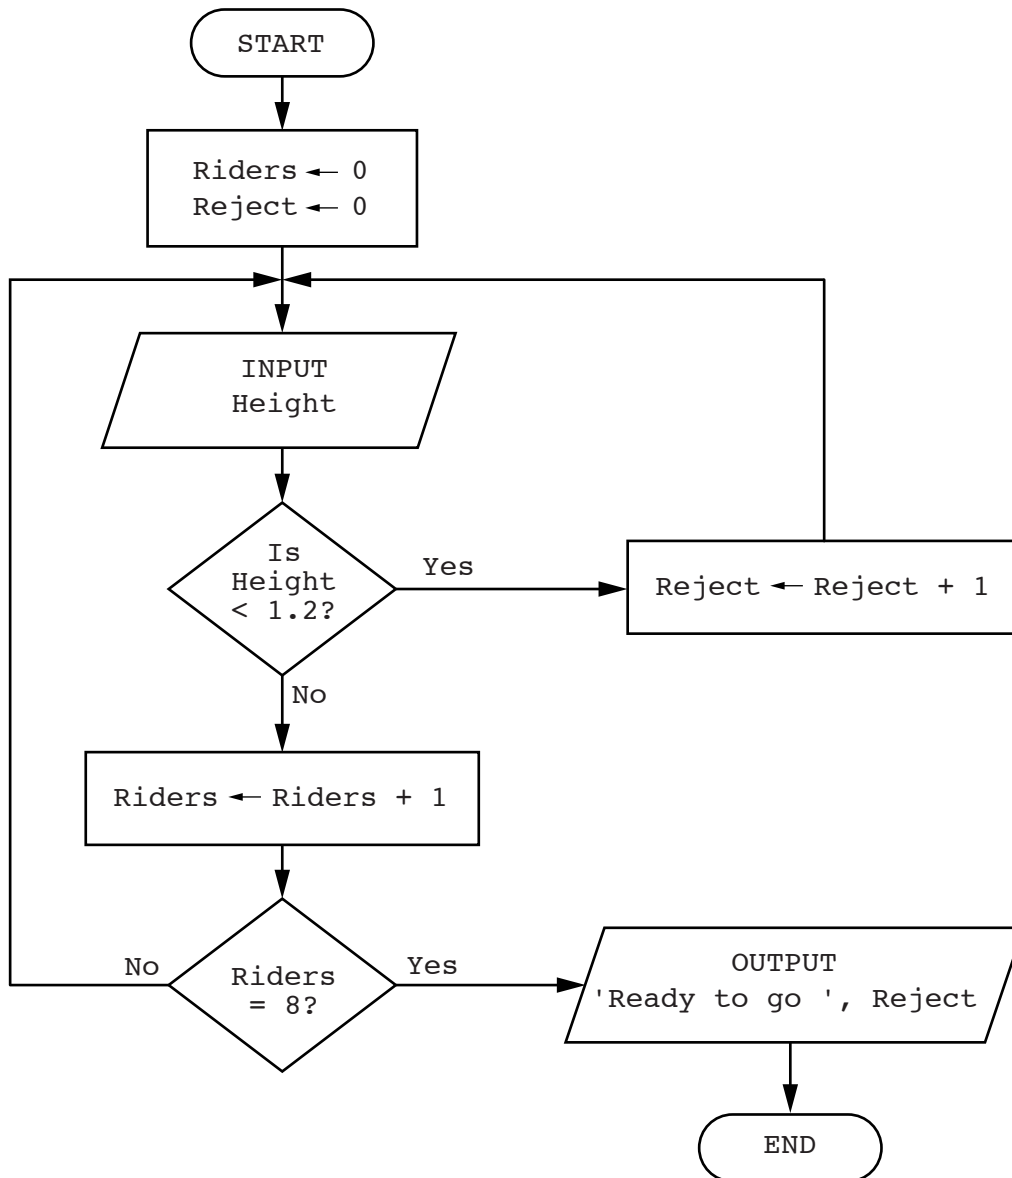 START
Riders ← 0
Reject ← 0
INPUT
Height
Is
Height
< 1.2?
Yes
Reject ← Reject + 1
No
Riders ← Riders + 1
Riders
= 8?
No
Yes
OUTPUT
'Ready to go ', Reject
END